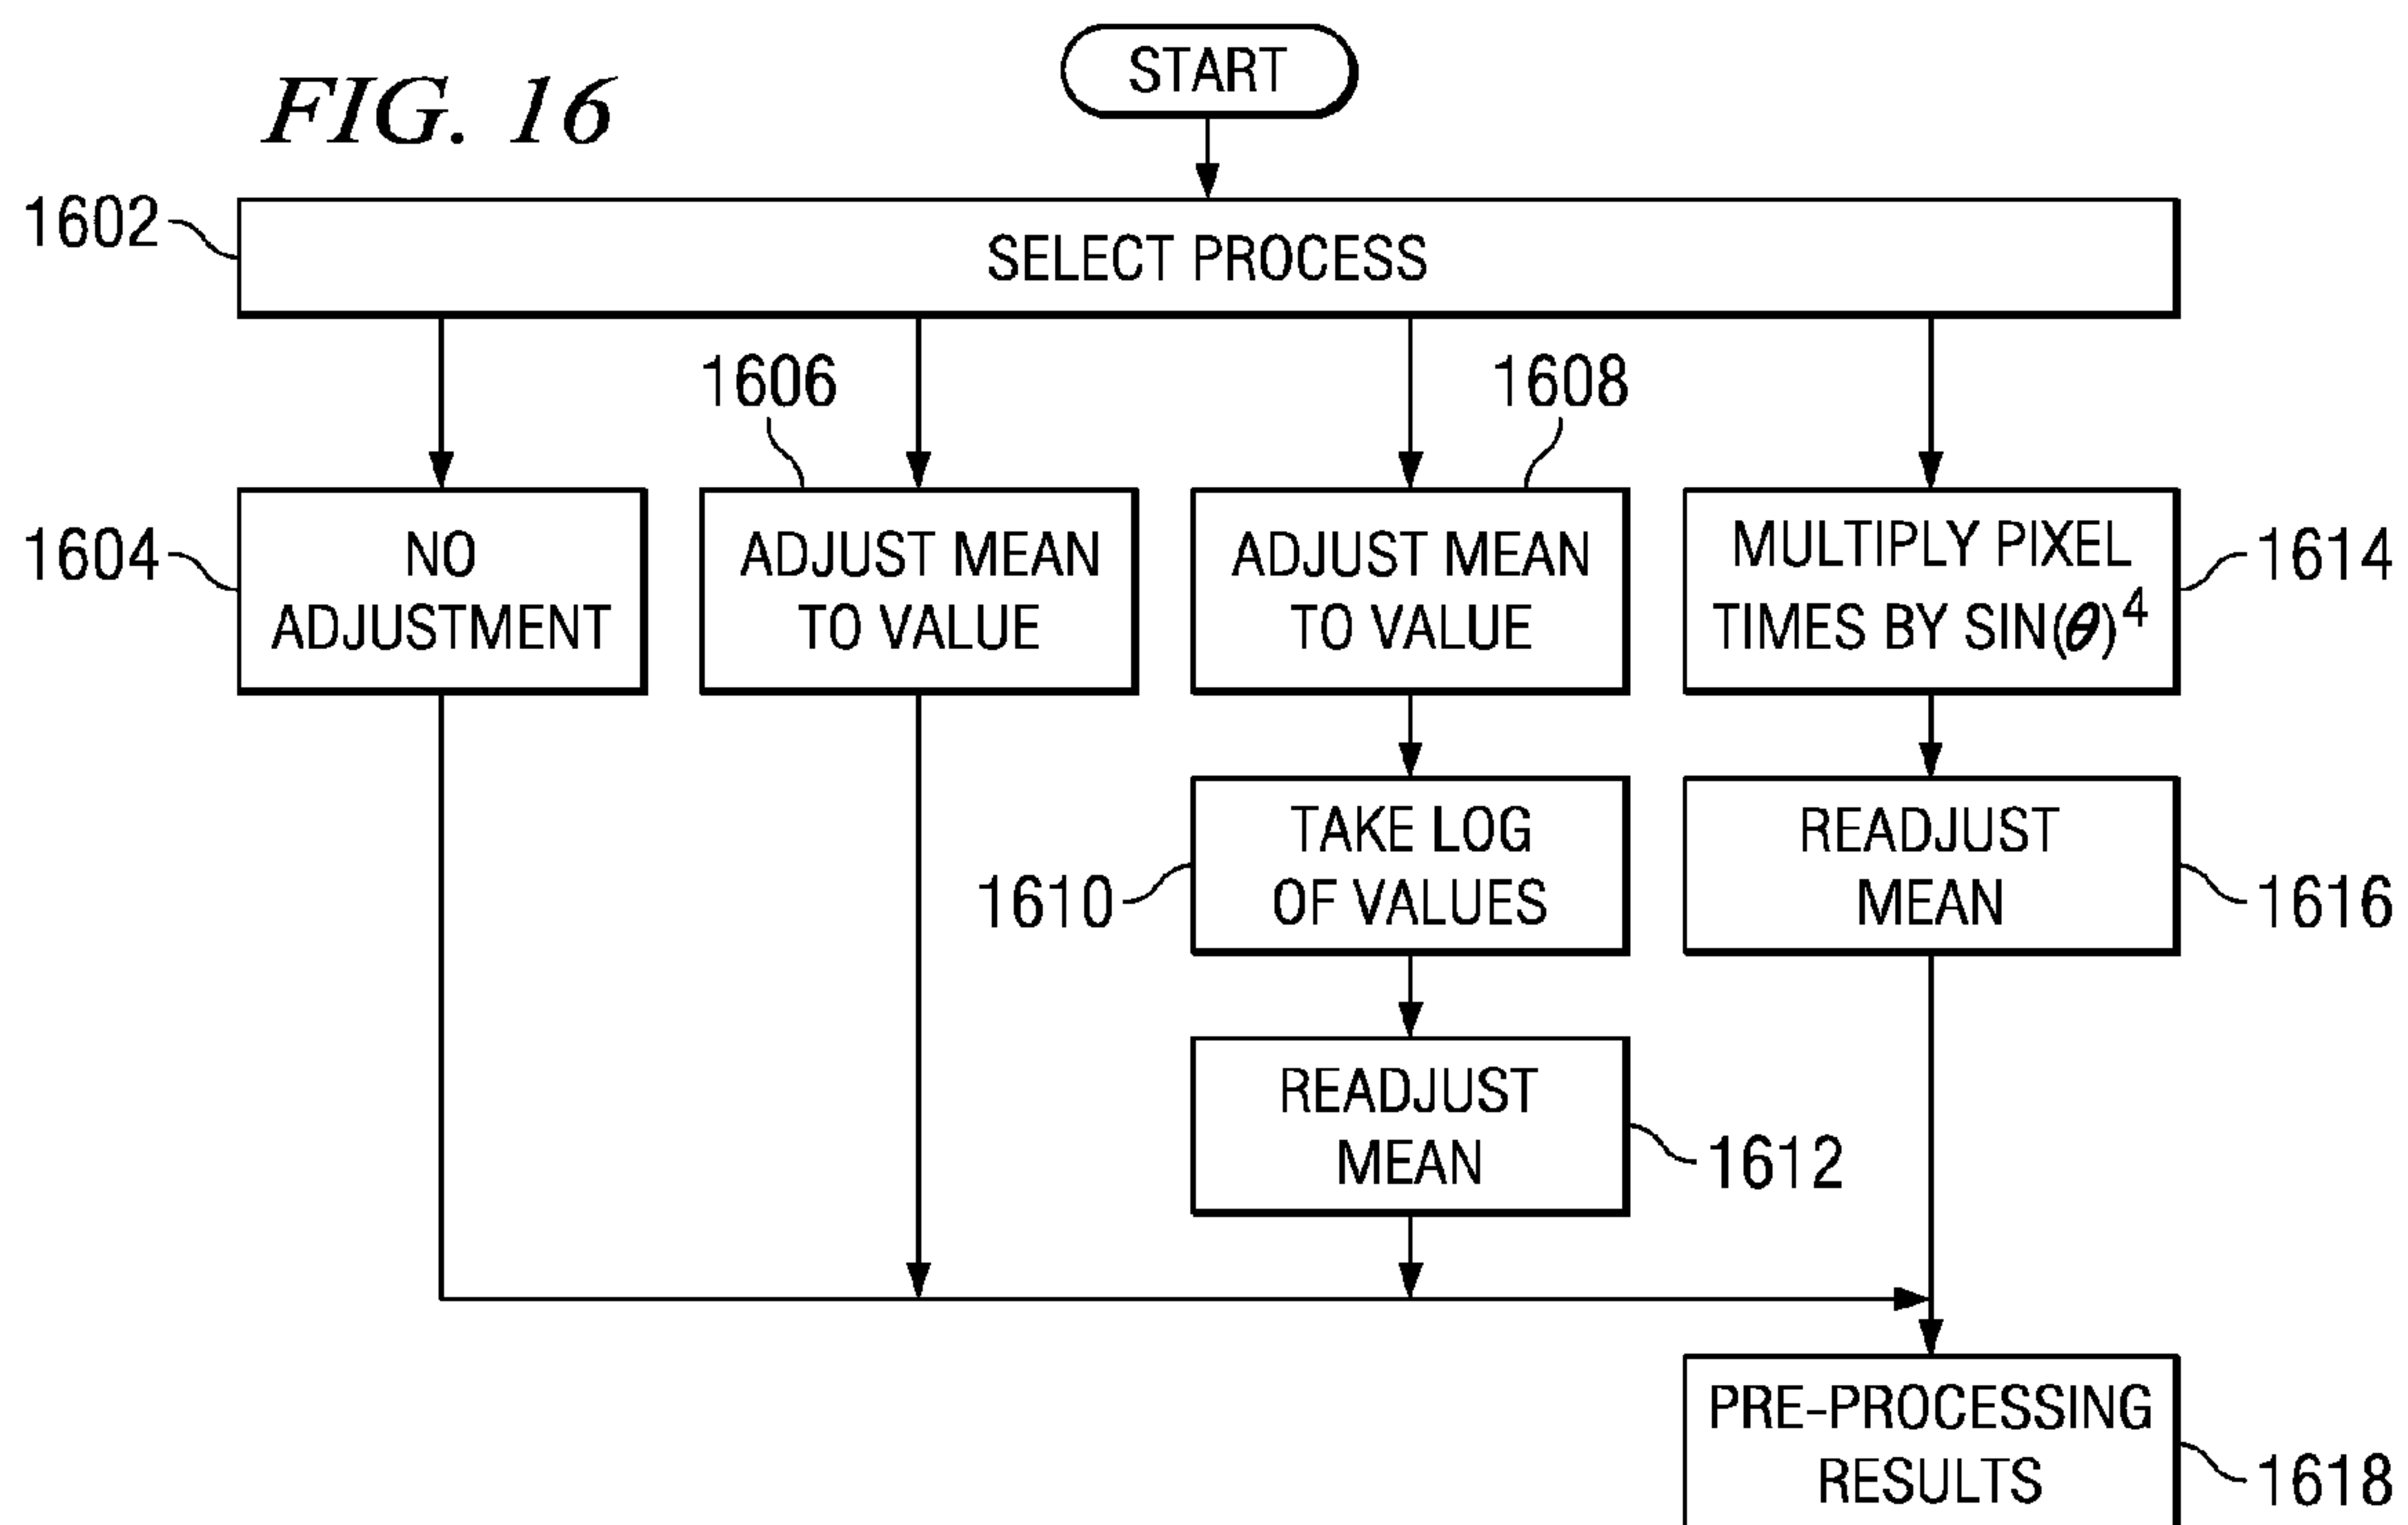 FIG. 16
START
1602
SELECT PROCESS
1606
1608
1604
NO
ADJUSTMENT
ADJUST MEAN
TO VALUE
ADJUST MEAN
TO VALUE
MULTIPLY PIXEL
TIMES BY SIN(θ)⁴
1614
1610
TAKE LOG
OF VALUES
READJUST
MEAN
1616
READJUST
MEAN
1612
PRE-PROCESSING
RESULTS
1618